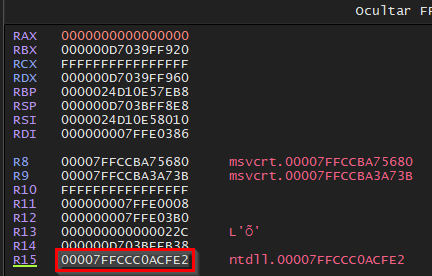 Ocultar FP
RAX 0000000000000000
RBX 000000D7039FF920
RCX FFFFFFFFFFFFFFFF
RDX 000000D7039FF960
RBP 0000024D10E57EB8
RSP 000000D703BFF8E8
RSI 0000024D10E58010
RDI 000000007FFE0386
R8 00007FFCCBA75680 msvcrt.00007FFCCBA75680
R9 00007FFCCBA3A73B msvcrt.00007FFCCBA3A73B
R10 FFFFFFFFFFFFFFFF
R11 000000007FFE0008
R12 000000007FFE03B0
R13 000000000000022C L'Ȭ'
R14 000000D703BFFB38
R15 00007FFCCC0ACFE2 ntdll.00007FFCCC0ACFE2